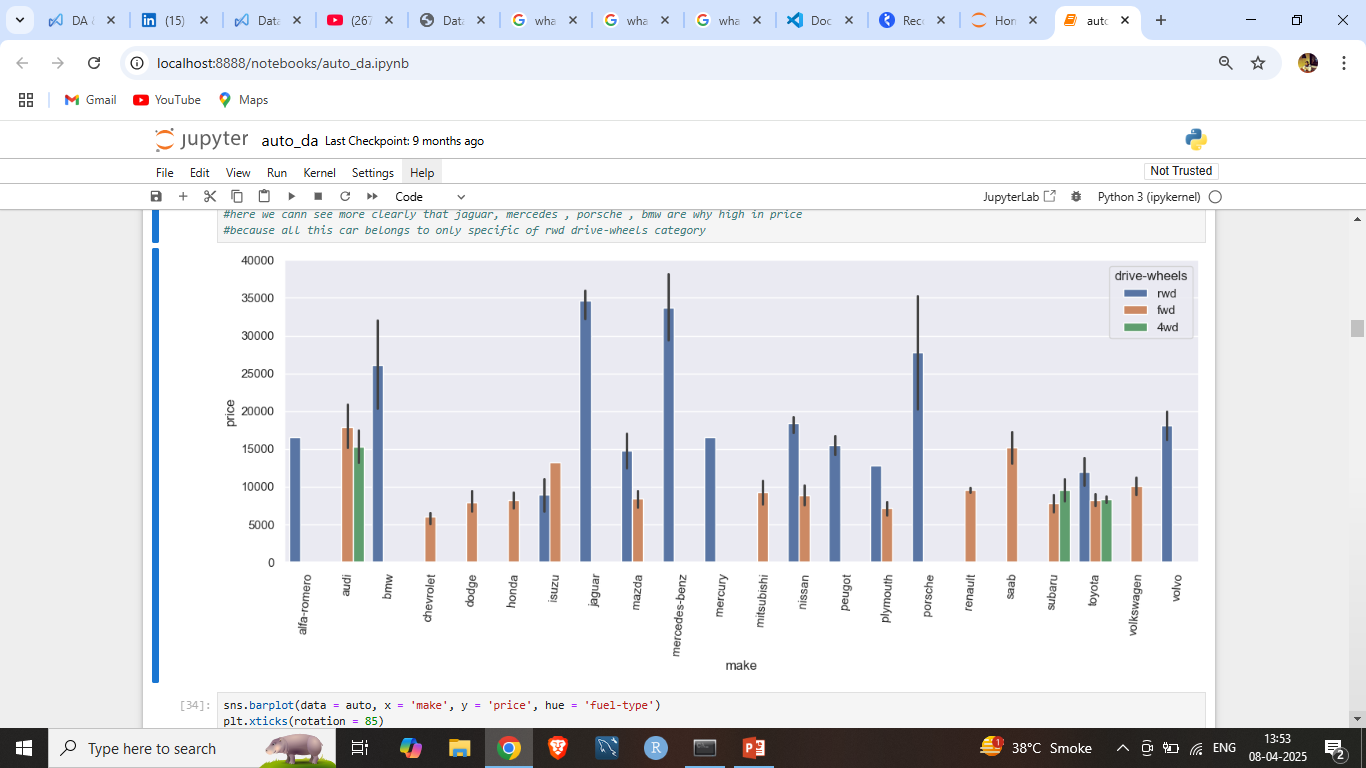 DA &
(15)
Data
(267
Data
wha
wha
wha
Doc
Rec
Hon
auto
localhost:8888/notebooks/auto_da.ipynb
Gmail
YouTube
Maps
jupyter auto_da Last Checkpoint: 9 months ago
File Edit View Run Kernel Settings Help
Not Trusted
Code
JupyterLab
Python 3 (ipykernel)
#here we cann see more clearly that jaguar, mercedes , porsche , bmw are why high in price
#because all this car belongs to only specific of rwd drive-wheels category
40000
35000
30000
25000
20000
15000
10000
5000
0
price
drive-wheels
rwd
fwd
4wd
alfa-romero
audi
bmw
chevrolet
dodge
honda
isuzu
jaguar
mazda
mercedes-benz
mercury
mitsubishi
nissan
peugot
plymouth
porsche
renault
saab
subaru
toyota
volkswagen
volvo
make
[34]:
sns.barplot(data = auto, x = 'make', y = 'price', hue = 'fuel-type')
plt.xticks(rotation = 85)
Type here to search
R
1
38°C Smoke
ENG
13:53
08-04-2025
2